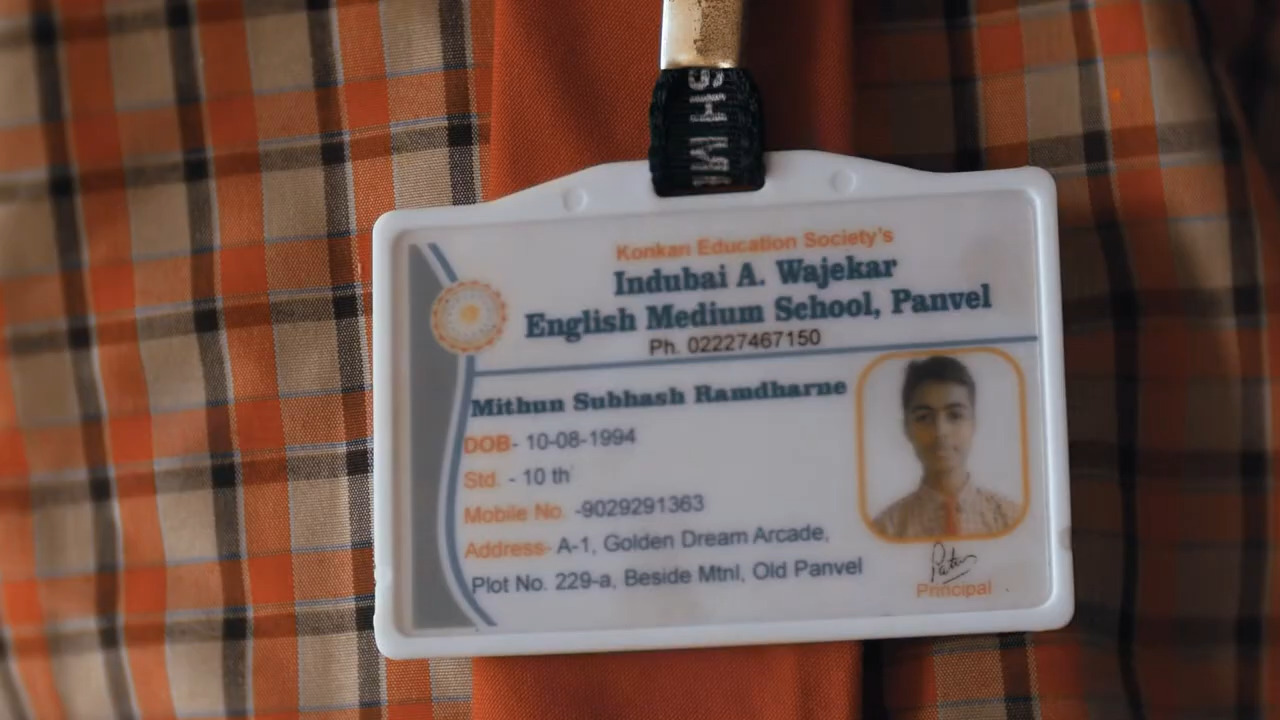 Konkan Education Society's
Indubai A. Wajekar
English Medium School, Panvel
Ph. 02227467150
Mithun Subhash Ramdharne
DOB- 10-08-1994
Std. - 10 th
Mobile No. -9029291363
Address- A-1, Golden Dream Arcade,
Plot No. 229-a, Beside Mtnl, Old Panvel
Principal